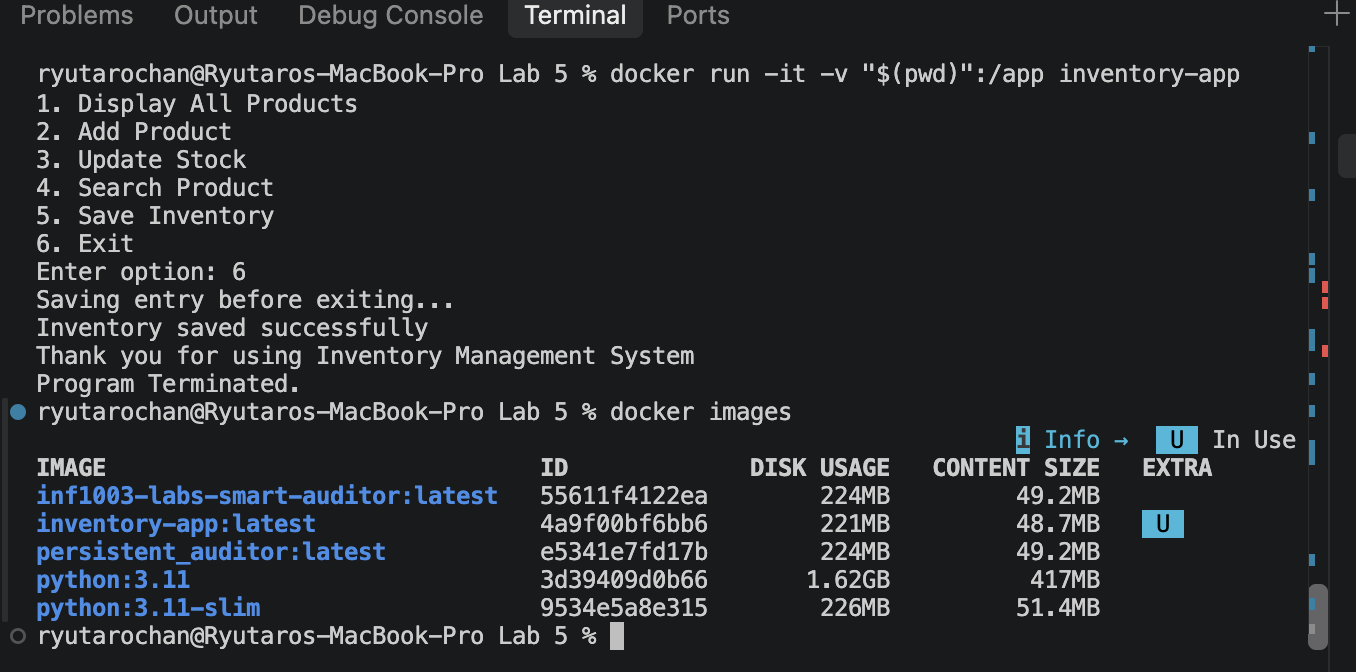 Problems Output Debug Console Terminal Ports
ryutarochan@Ryutaros-MacBook-Pro Lab 5 % docker run -it -v "$(pwd)":/app inventory-app
1. Display All Products
2. Add Product
3. Update Stock
4. Search Product
5. Save Inventory
6. Exit
Enter option: 6
Saving entry before exiting...
Inventory saved successfully
Thank you for using Inventory Management System
Program Terminated.
ryutarochan@Ryutaros-MacBook-Pro Lab 5 % docker images
i Info → U In Use
IMAGE ID DISK USAGE CONTENT SIZE EXTRA
inf1003-labs-smart-auditor:latest 55611f4122ea 224MB 49.2MB
inventory-app:latest 4a9f00bf6bb6 221MB 48.7MB U
persistent_auditor:latest e5341e7fd17b 224MB 49.2MB
python:3.11 3d39409d0b66 1.62GB 417MB
python:3.11-slim 9534e5a8e315 226MB 51.4MB
ryutarochan@Ryutaros-MacBook-Pro Lab 5 %